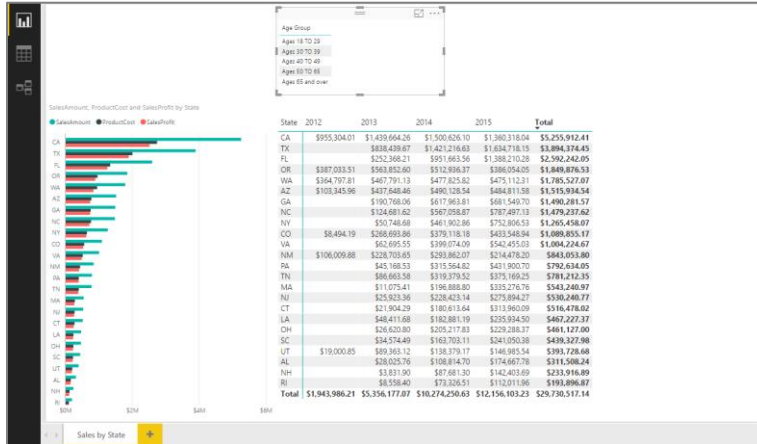 Age Group
Ages 18 TO 29
Ages 30 TO 39
Ages 40 TO 49
Ages 50 TO 65
Ages 65 and over
SalesAmount, ProductCost and SalesProfit by State
SalesAmount ProductCost SalesProfit
CA
TX
FL
OR
WA
AZ
GA
NC
NY
CO
VA
NM
PA
TN
MA
NJ
CT
LA
OH
SC
UT
AL
NH
RI
$0M $2M $4M $6M
State 2012 2013 2014 2015 Total
CA $955,304.01 $1,439,664.26 $1,500,626.10 $1,360,318.04 $5,255,912.41
TX $838,439.67 $1,421,216.63 $1,634,718.15 $3,894,374.45
FL $252,368.21 $951,663.56 $1,388,210.28 $2,592,242.05
OR $387,033.51 $563,852.60 $512,936.37 $386,054.05 $1,849,876.53
WA $364,797.81 $467,791.13 $477,825.82 $475,112.31 $1,785,527.07
AZ $103,345.96 $437,648.46 $490,128.54 $484,811.58 $1,515,934.54
GA $190,768.06 $617,963.81 $681,549.70 $1,490,281.57
NC $124,681.62 $567,058.87 $787,497.13 $1,479,237.62
NY $50,748.68 $461,902.86 $752,806.53 $1,265,458.07
CO $8,494.19 $268,693.86 $379,118.18 $433,548.94 $1,089,855.17
VA $62,695.55 $399,074.09 $542,455.03 $1,004,224.67
NM $106,009.88 $228,703.65 $293,862.07 $214,478.20 $843,053.80
PA $45,168.53 $315,564.82 $431,900.70 $792,634.05
TN $86,663.58 $319,379.52 $375,169.25 $781,212.35
MA $11,075.41 $196,888.80 $335,276.76 $543,240.97
NJ $25,923.36 $228,423.14 $275,894.27 $530,240.77
CT $21,904.29 $180,613.64 $313,960.09 $516,478.02
LA $48,411.68 $182,881.19 $235,934.50 $467,227.37
OH $26,620.80 $205,217.83 $229,288.37 $461,127.00
SC $34,574.49 $163,703.11 $241,050.38 $439,327.98
UT $19,000.85 $89,363.12 $138,379.17 $146,985.54 $393,728.68
AL $28,025.76 $108,814.70 $174,667.78 $311,508.24
NH $3,831.90 $87,681.30 $142,403.69 $233,916.89
RI $8,558.40 $73,326.51 $112,011.96 $193,896.87
Total $1,943,986.21 $5,356,177.07 $10,274,250.63 $12,156,103.23 $29,730,517.14
Sales by State